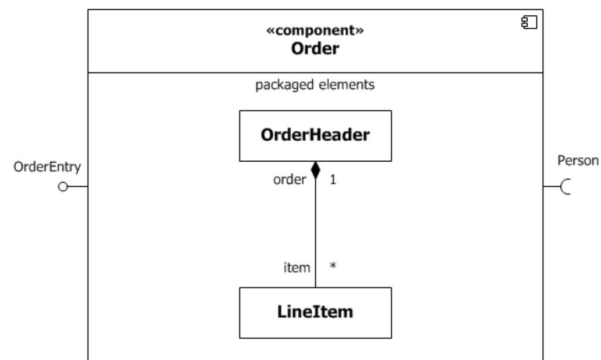 «component»
Order
packaged elements
OrderHeader
OrderEntry
Person
order 1
item *
LineItem